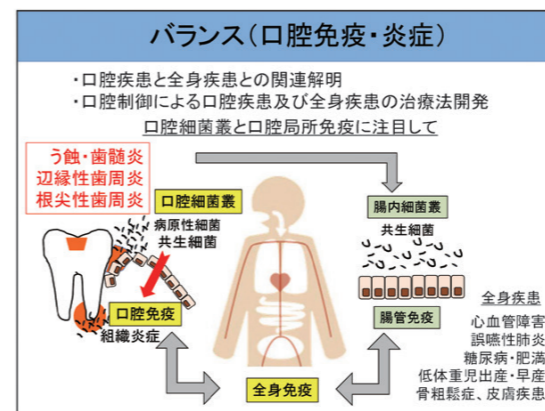 バランス（口腔免疫・炎症）
・口腔疾患と全身疾患との関連解明
・口腔制御による口腔疾患及び全身疾患の治療法開発
口腔細菌叢と口腔局所免疫に注目して
う蝕・歯髄炎
辺縁性歯周炎
根尖性歯周炎
口腔細菌叢
病原性細菌
共生細菌
口腔免疫
組織炎症
腸内細菌叢
共生細菌
腸管免疫
全身免疫
全身疾患
心血管障害
誤嚥性肺炎
糖尿病・肥満
低体重児出産・早産
骨粗鬆症、皮膚疾患